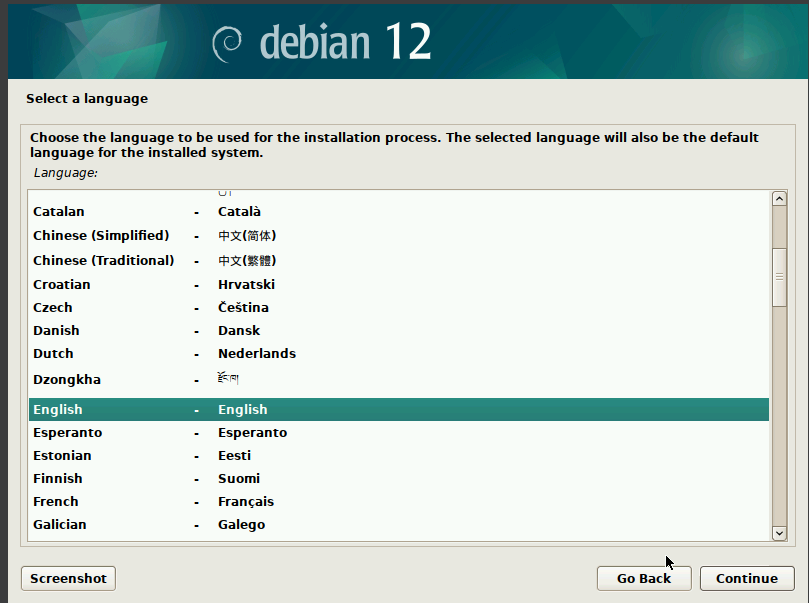 debian 12
Select a language
Choose the language to be used for the installation process. The selected language will also be the default
language for the installed system.
Language:
Catalan - Català
Chinese (Simplified) - 中文(简体)
Chinese (Traditional) - 中文(繁體)
Croatian - Hrvatski
Czech - Čeština
Danish - Dansk
Dutch - Nederlands
Dzongkha - རྫོང་ཁ།
English - English
Esperanto - Esperanto
Estonian - Eesti
Finnish - Suomi
French - Français
Galician - Galego
Screenshot Go Back Continue